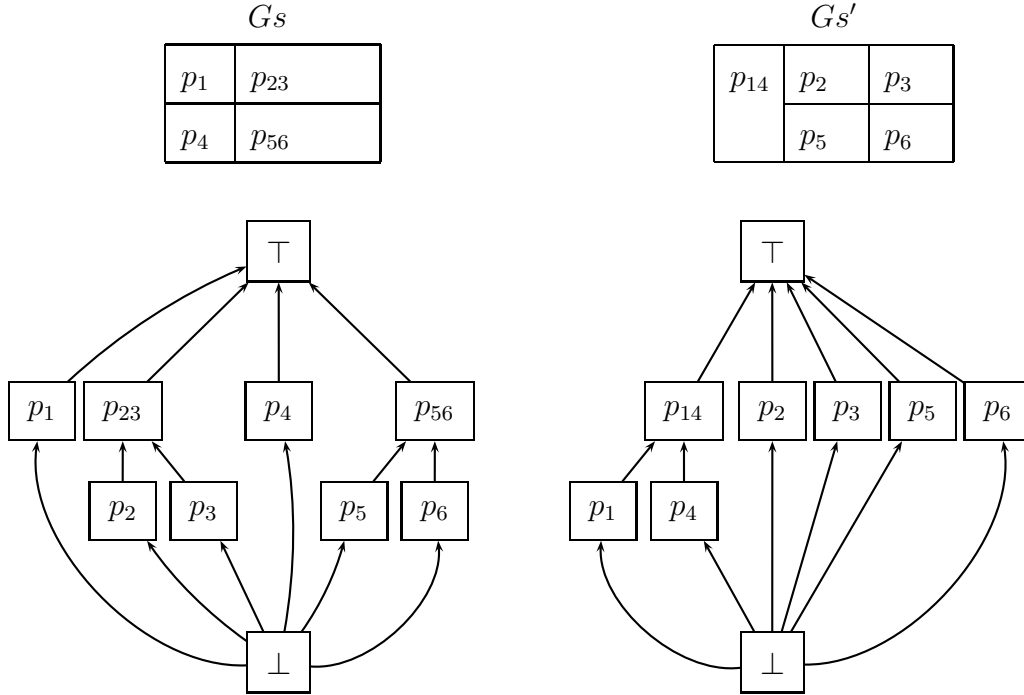 Gs Gs′
p₁ p₂₃ p₁₄ p₂ p₃
p₄ p₅₆ p₅ p₆
⊤ ⊤
p₁ p₂₃ p₄ p₅₆ p₁₄ p₂ p₃ p₅ p₆
p₂ p₃ p₅ p₆ p₁ p₄
⊥ ⊥